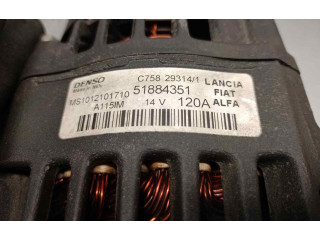 DENSO C758 29314/1 LANCIA
51884351 FIAT
MS1012101710 ALFA
A115IM 14 V 120A